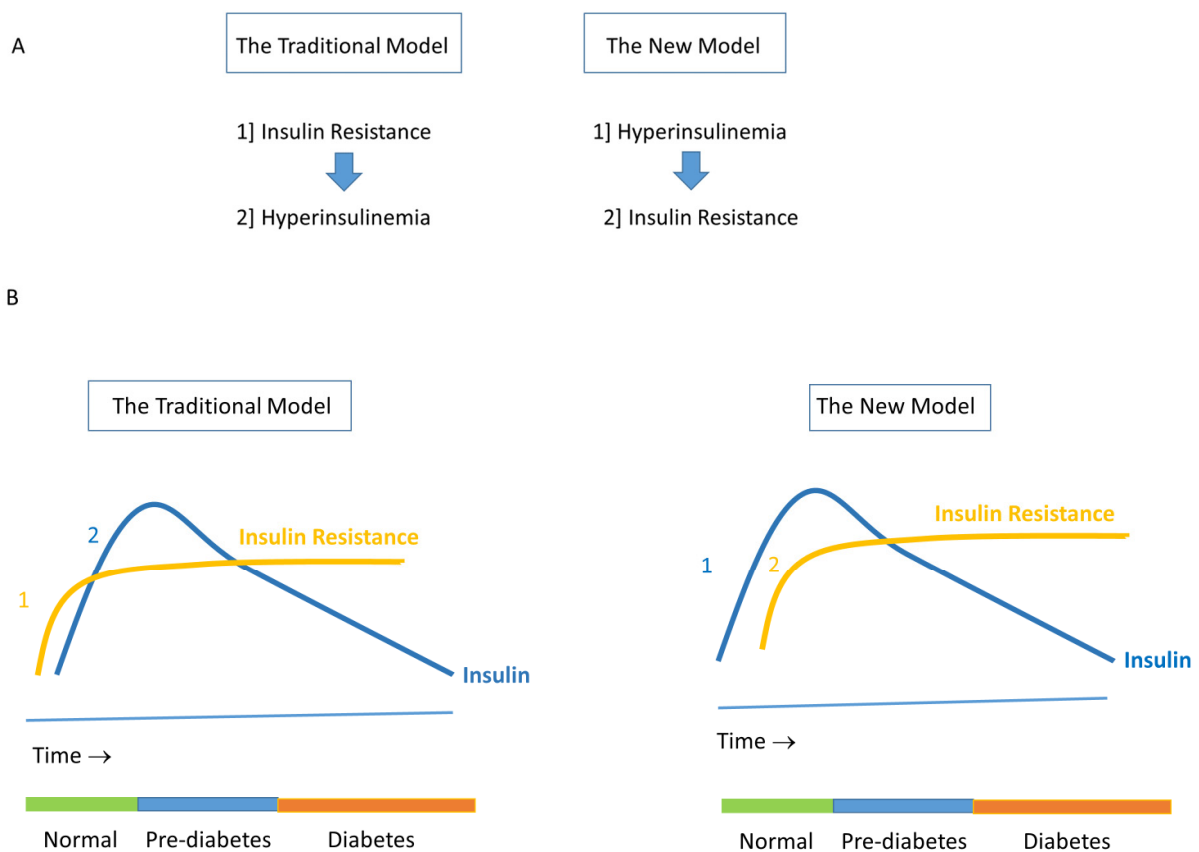 A
The Traditional Model
The New Model
1] Insulin Resistance
1] Hyperinsulinemia
2] Hyperinsulinemia
2] Insulin Resistance
B
The Traditional Model
The New Model
2
Insulin Resistance
1
Insulin
Time →
Normal
Pre-diabetes
Diabetes
Insulin Resistance
1
2
Insulin
Time →
Normal
Pre-diabetes
Diabetes